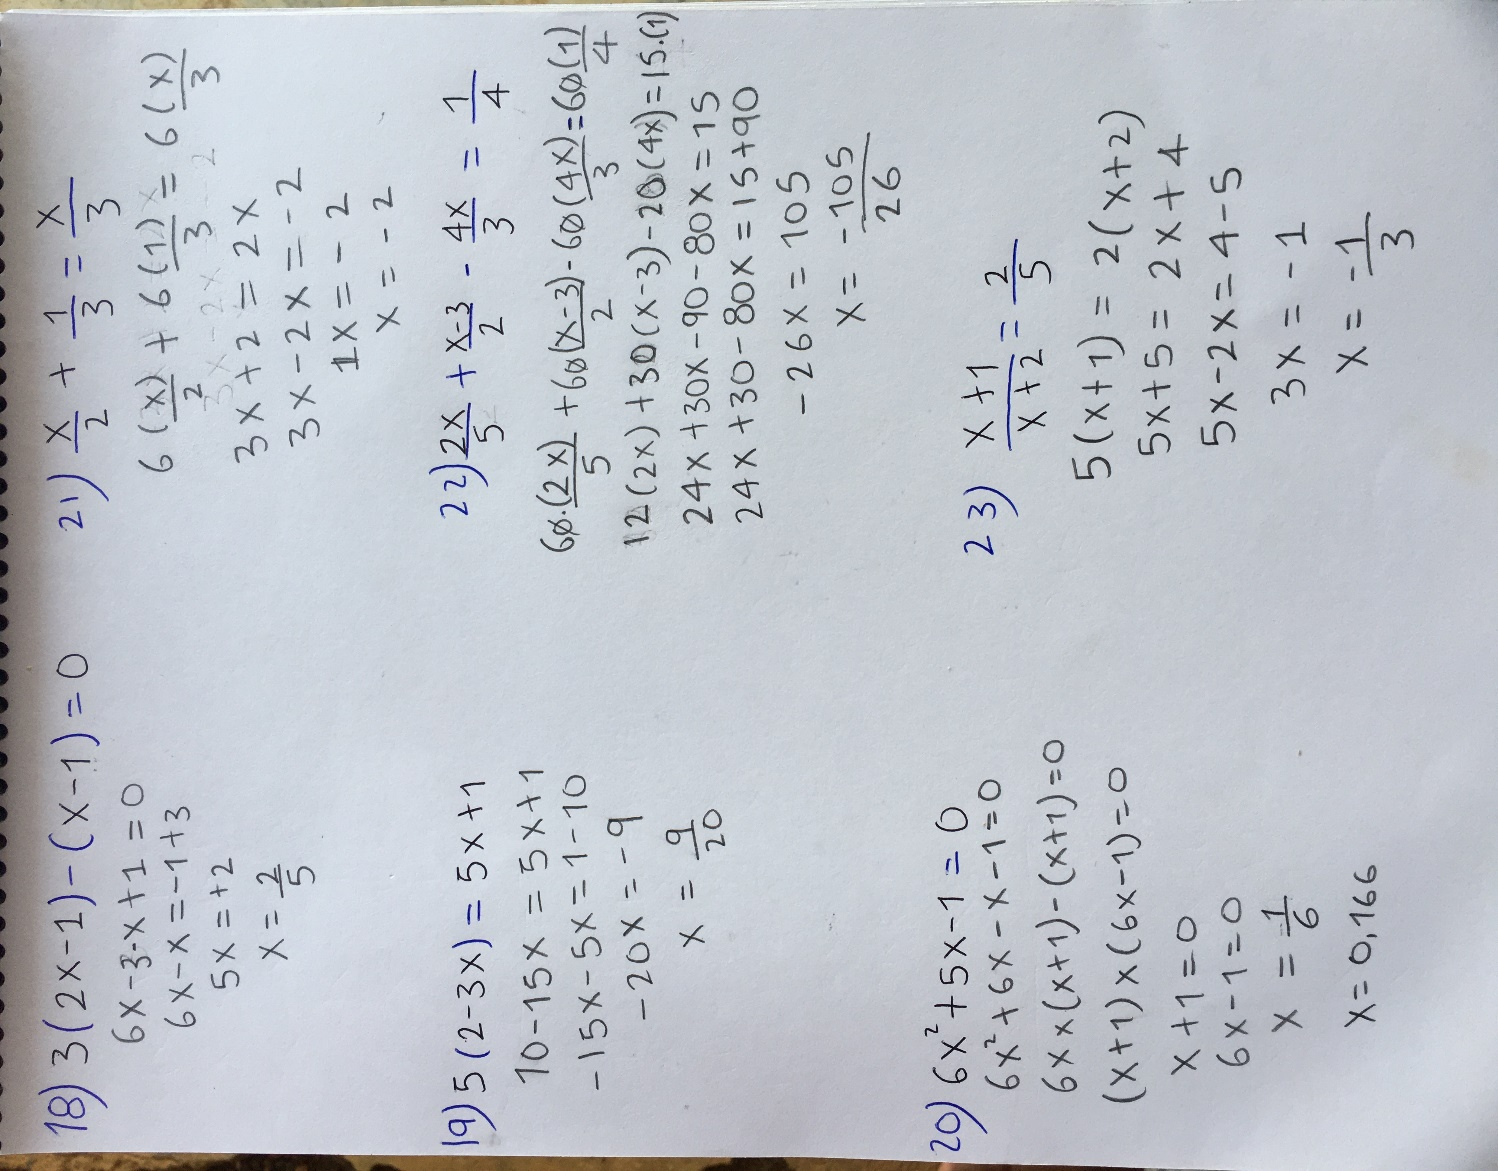 18) 3(2x-1)-(x-1)=0
6x-3-x+1=0
6x-x=-1+3
5x=+2
x=2/5
19) 5(2-3x)=5x+1
10-15x=5x+1
-15x-5x=1-10
-20x=-9
x=9/20
20) 6x²+5x-1=0
6x²+6x-x-1=0
6x x(x+1)-(x+1)=0
(x+1)x(6x-1)=0
x+1=0
6x-1=0
x=1/6
x=0,166
21) x/2+1/3=x/3
6(x)/2+6(1)/3=6(x)/3
3x+2=2x
3x-2x=-2
1x=-2
x=-2
22) 2x/5+x-3/2-4x/3=1/4
60.(2x)/5+60(x-3)/2-60(4x)/3=60(1)/4
12(2x)+30(x-3)-20(4x)=15.(1)
24x+30x-90-80x=15
24x+30-80x=15+90
-26x=105
x=-105/26
23) x+1/x+2=2/5
5(x+1)=2(x+2)
5x+5=2x+4
5x-2x=4-5
3x=-1
x=-1/3